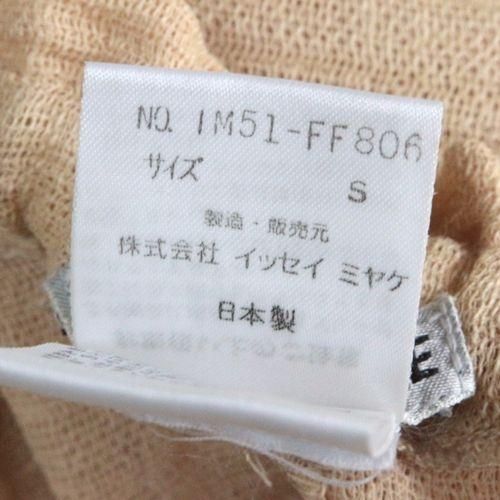 NO. IM51-FF806
サイズ S
製造・販売元
株式会社 イッセイ ミヤケ
日本製
E